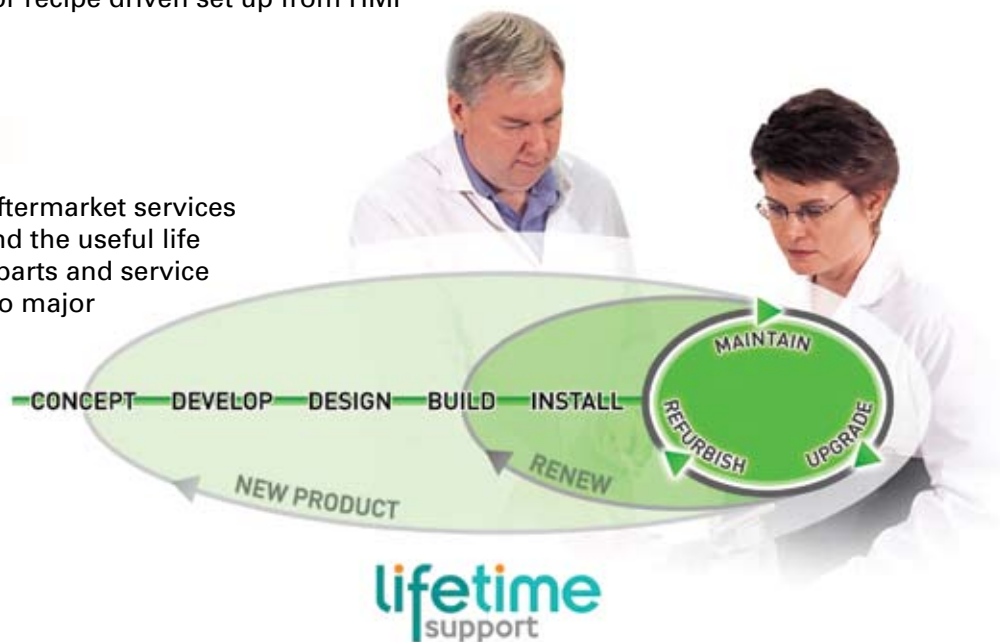 or recipe driven set up from HMI
ftermarket services
nd the useful life
parts and service
o major
MAINTAIN
CONCEPT DEVELOP DESIGN BUILD INSTALL
REFURBISH
UPGRADE
RENEW
NEW PRODUCT
lifetime
support